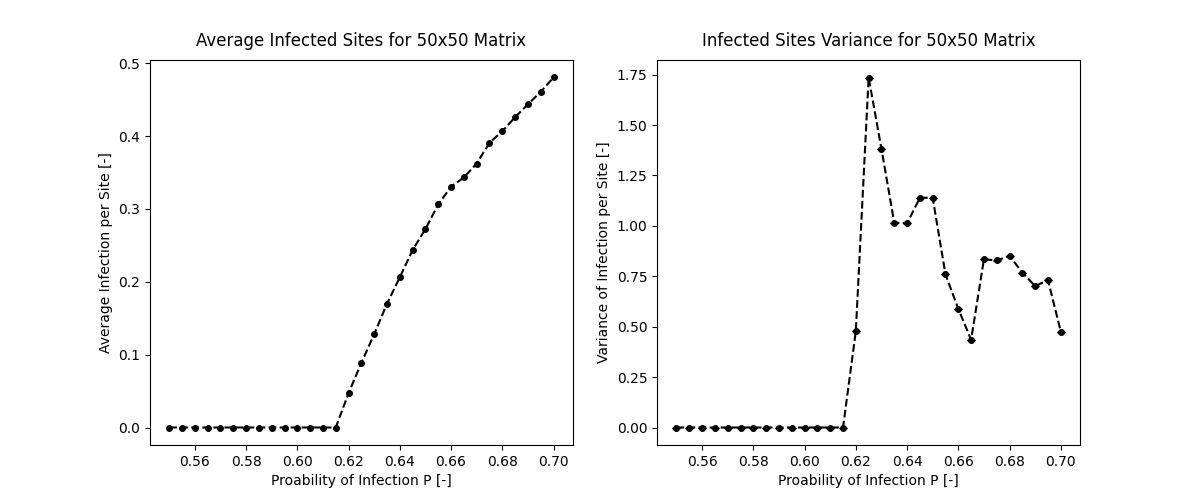 Average Infected Sites for 50x50 Matrix
Average Infection per Site [-]
0.5
0.4
0.3
0.2
0.1
0.0
0.56 0.58 0.60 0.62 0.64 0.66 0.68 0.70
Proability of Infection P [-]
Infected Sites Variance for 50x50 Matrix
Variance of Infection per Site [-]
1.75
1.50
1.25
1.00
0.75
0.50
0.25
0.00
0.56 0.58 0.60 0.62 0.64 0.66 0.68 0.70
Proability of Infection P [-]